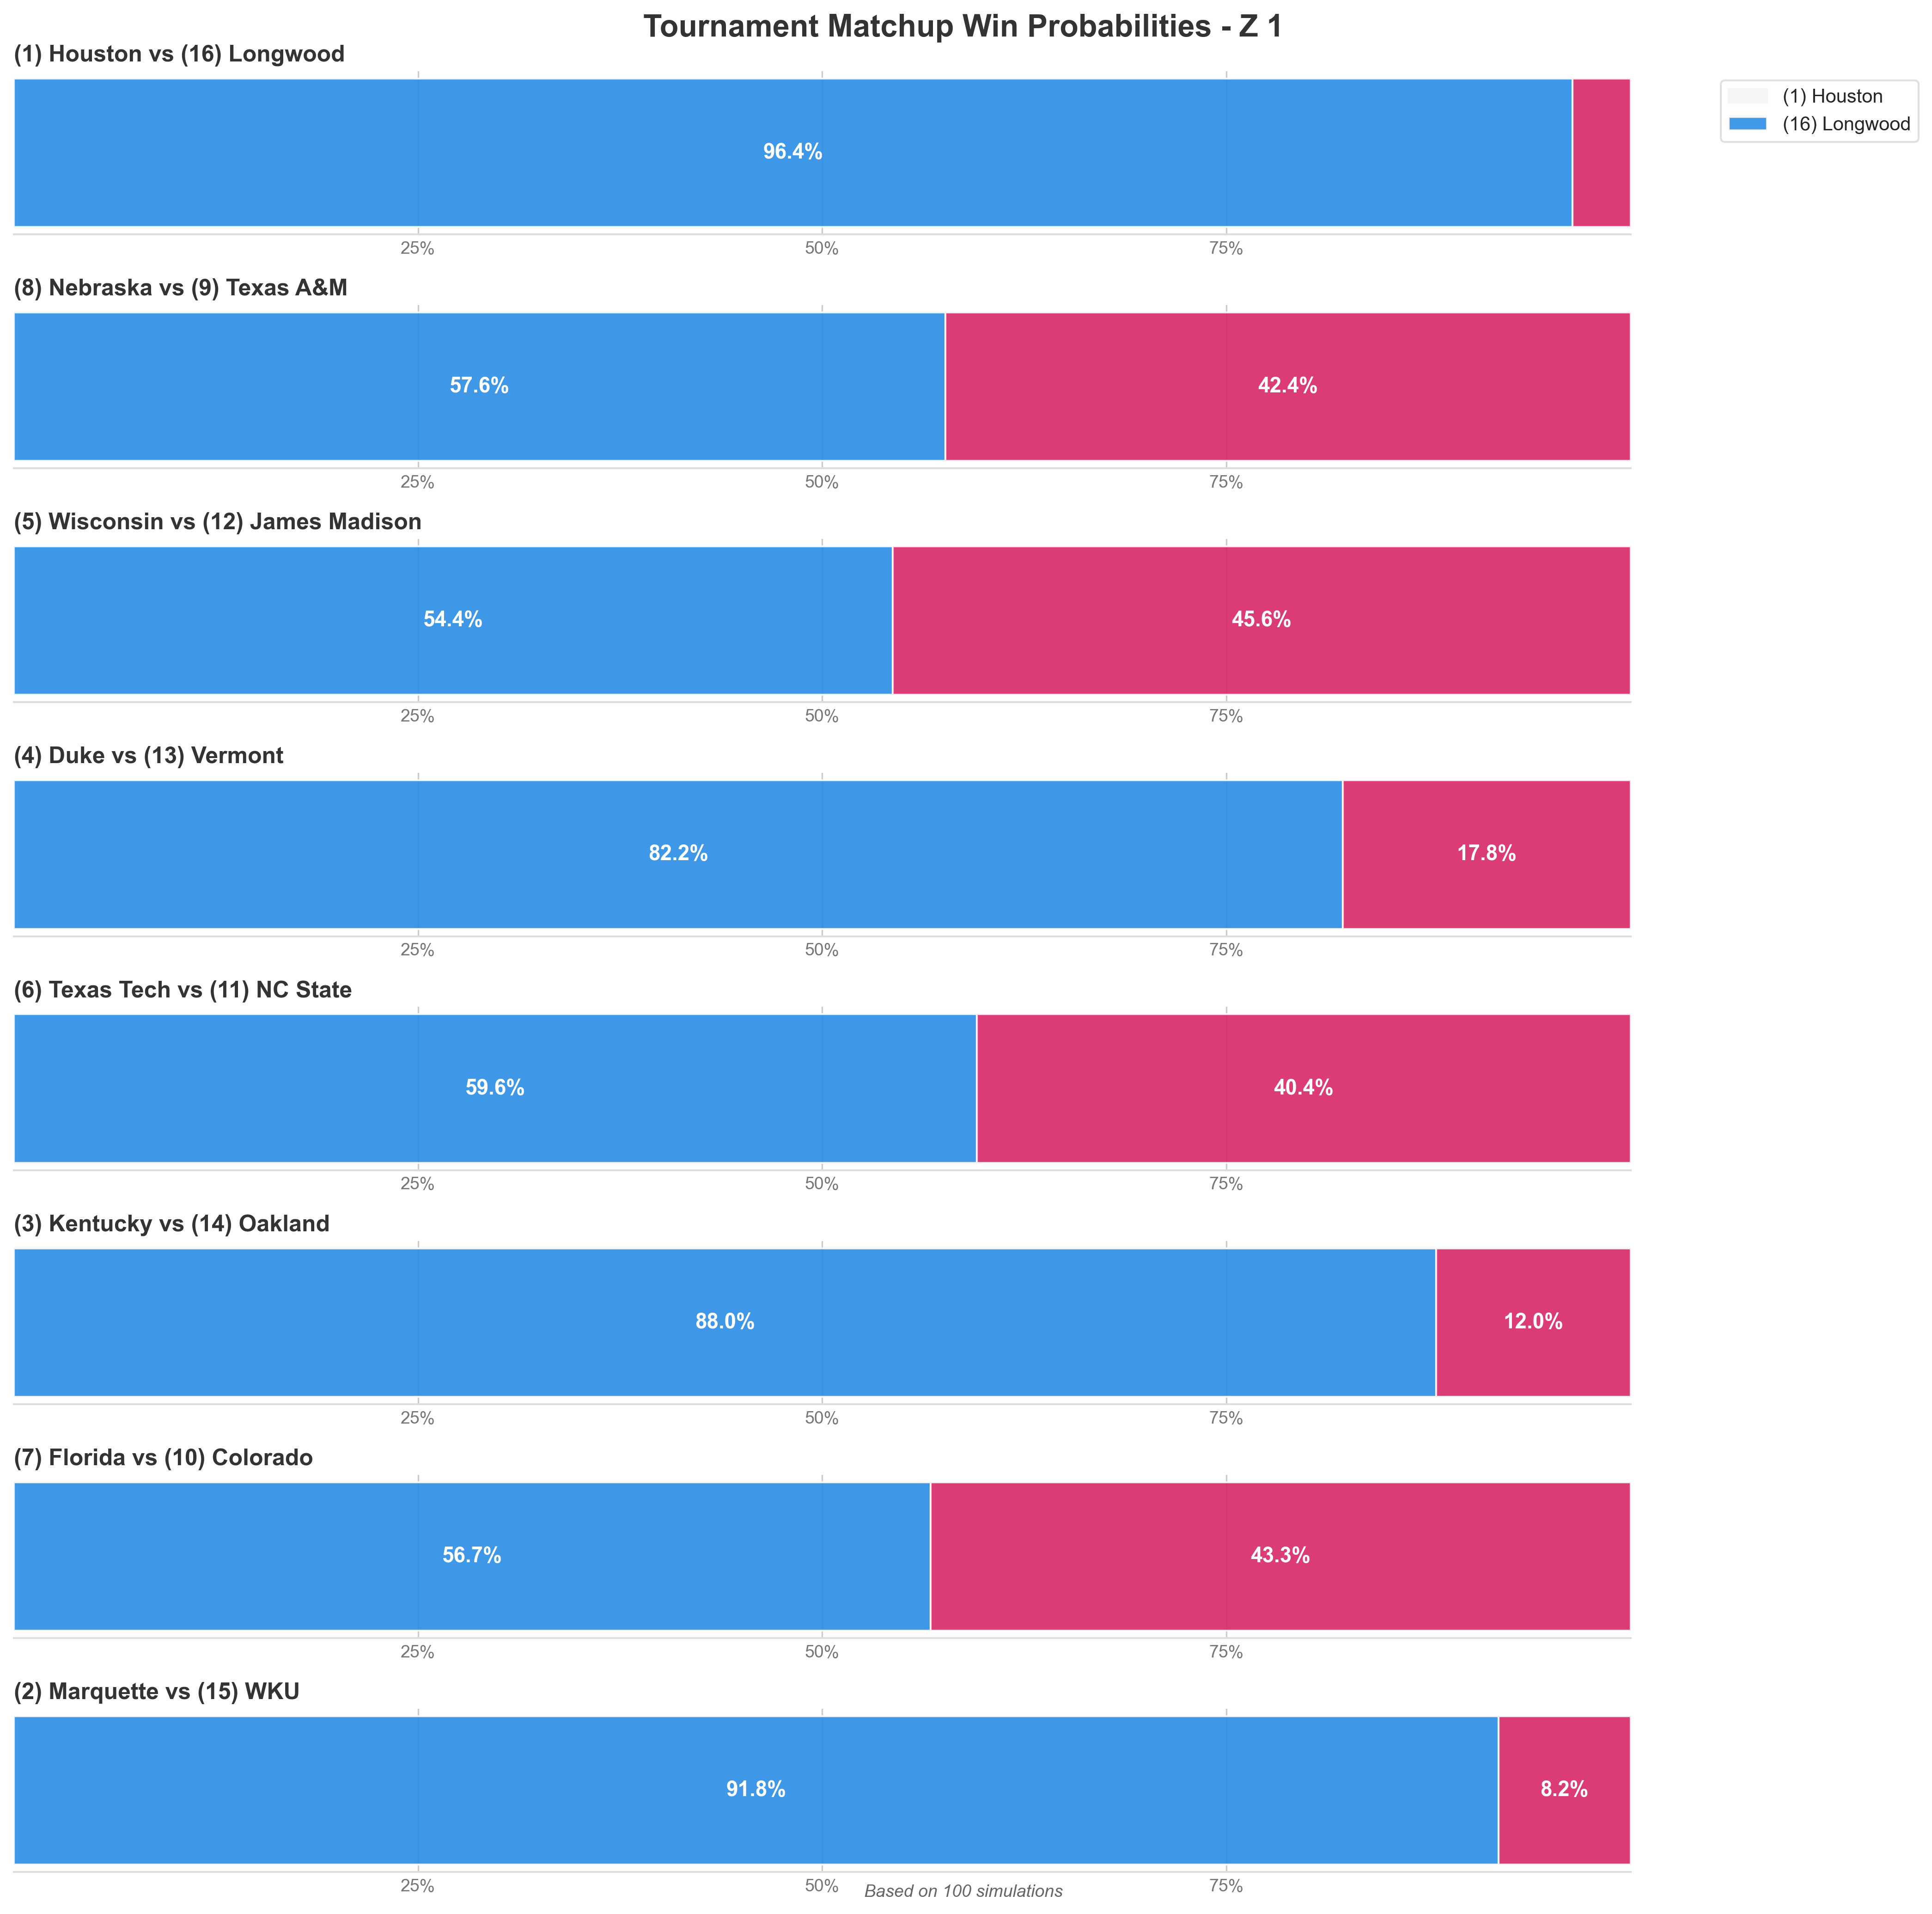 Tournament Matchup Win Probabilities - Z 1
(1) Houston vs (16) Longwood
(1) Houston
(16) Longwood
96.4%
25% 50% 75%
(8) Nebraska vs (9) Texas A&M
57.6% 42.4%
25% 50% 75%
(5) Wisconsin vs (12) James Madison
54.4% 45.6%
25% 50% 75%
(4) Duke vs (13) Vermont
82.2% 17.8%
25% 50% 75%
(6) Texas Tech vs (11) NC State
59.6% 40.4%
25% 50% 75%
(3) Kentucky vs (14) Oakland
88.0% 12.0%
25% 50% 75%
(7) Florida vs (10) Colorado
56.7% 43.3%
25% 50% 75%
(2) Marquette vs (15) WKU
91.8% 8.2%
25% 50% 75%
Based on 100 simulations